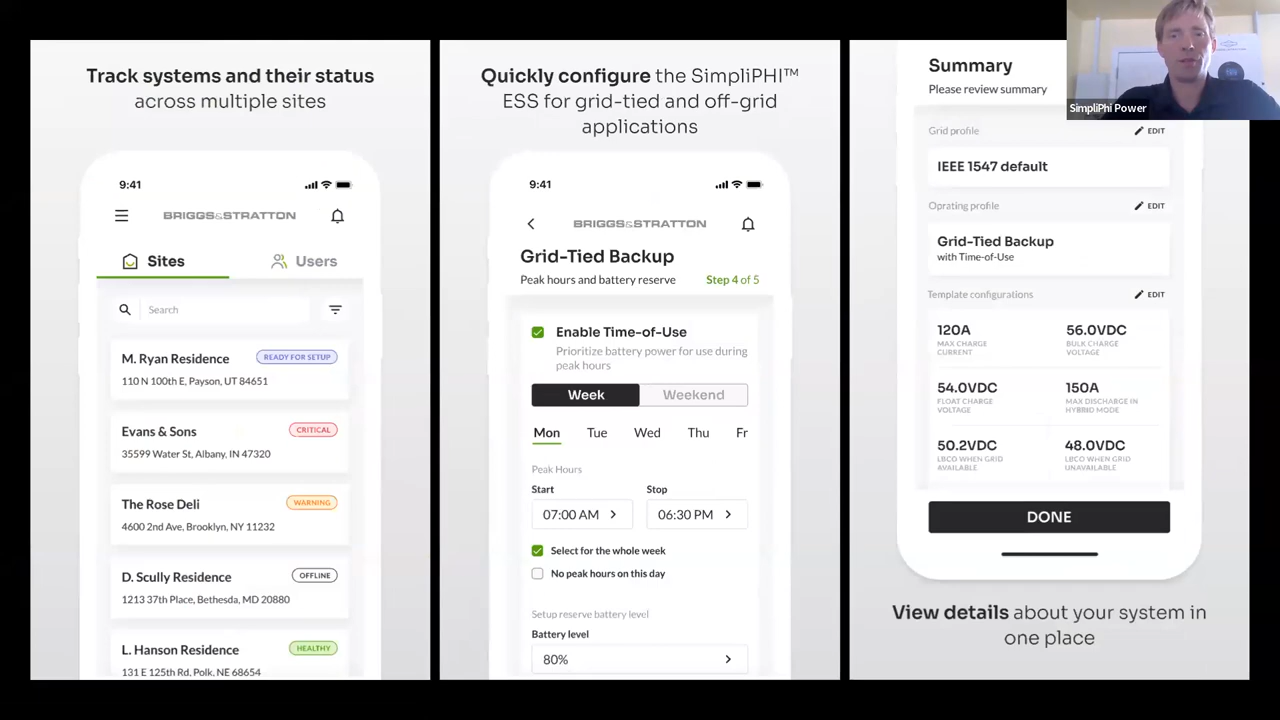 Track systems and their status
across multiple sites
9:41
BRIGGS&STRATTON
Sites
Users
Search
M. Ryan Residence
READY FOR SETUP
110 N 100th E, Payson, UT 84651
Evans & Sons
CRITICAL
35599 Water St, Albany, IN 47320
The Rose Deli
WARNING
4600 2nd Ave, Brooklyn, NY 11232
D. Scully Residence
OFFLINE
1213 37th Place, Bethesda, MD 20880
L. Hanson Residence
HEALTHY
131 E 125th Rd, Polk, NE 68654
Quickly configure the SimpliPHI™
ESS for grid-tied and off-grid
applications
9:41
BRIGGS&STRATTON
Grid-Tied Backup
Peak hours and battery reserve
Step 4 of 5
Enable Time-of-Use
Prioritize battery power for use during
peak hours
Week
Weekend
Mon Tue Wed Thu Fr
Peak Hours
Start
Stop
07:00 AM
06:30 PM
Select for the whole week
No peak hours on this day
Setup reserve battery level
Battery level
80%
Summary
Please review summary
Grid profile
EDIT
IEEE 1547 default
Oprating profile
EDIT
Grid-Tied Backup
with Time-of-Use
Template configurations
EDIT
120A
MAX CHARGE
CURRENT
56.0VDC
BULK CHARGE
VOLTAGE
54.0VDC
FLOAT CHARGE
VOLTAGE
150A
MAX DISCHARGE IN
HYBRID MODE
50.2VDC
LBCO WHEN GRID
AVAILABLE
48.0VDC
LBCO WHEN GRID
UNAVAILABLE
DONE
View details about your system in
one place
SimpliPhi Power